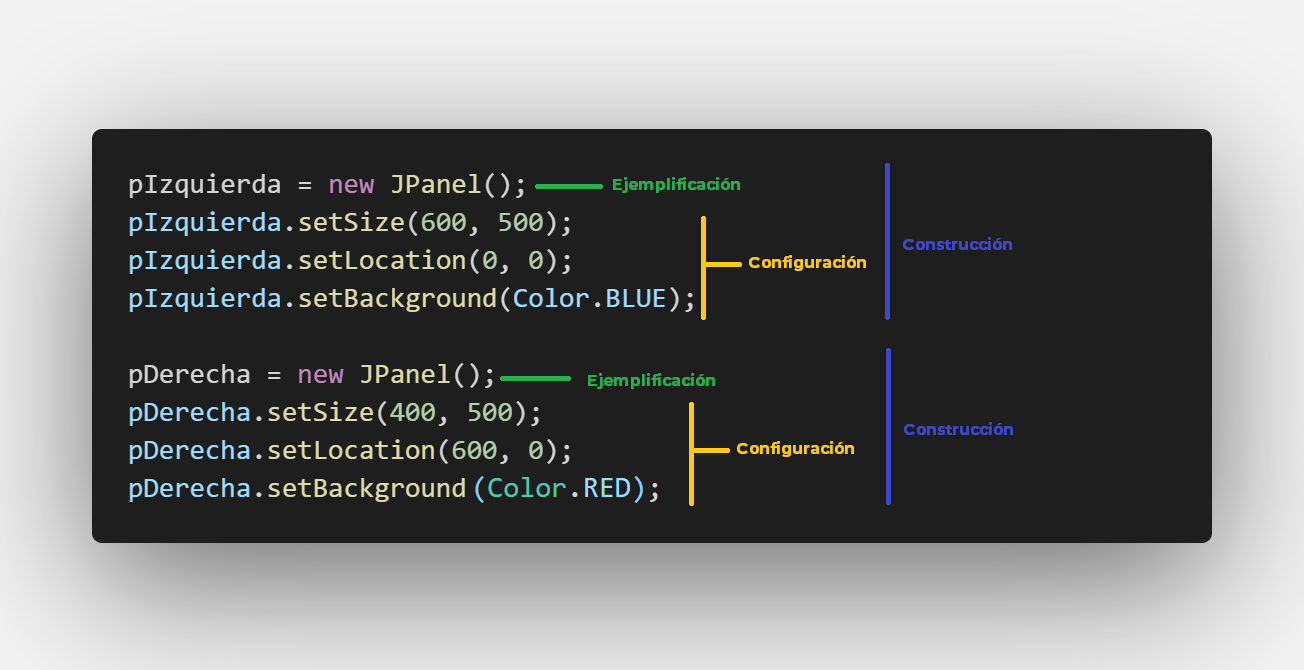 pIzquierda = new JPanel(); Ejemplificación
pIzquierda.setSize(600, 500);
pIzquierda.setLocation(0, 0); Configuración
pIzquierda.setBackground(Color.BLUE);
Construcción
pDerecha = new JPanel(); Ejemplificación
pDerecha.setSize(400, 500);
pDerecha.setLocation(600, 0); Configuración
pDerecha.setBackground(Color.RED);
Construcción